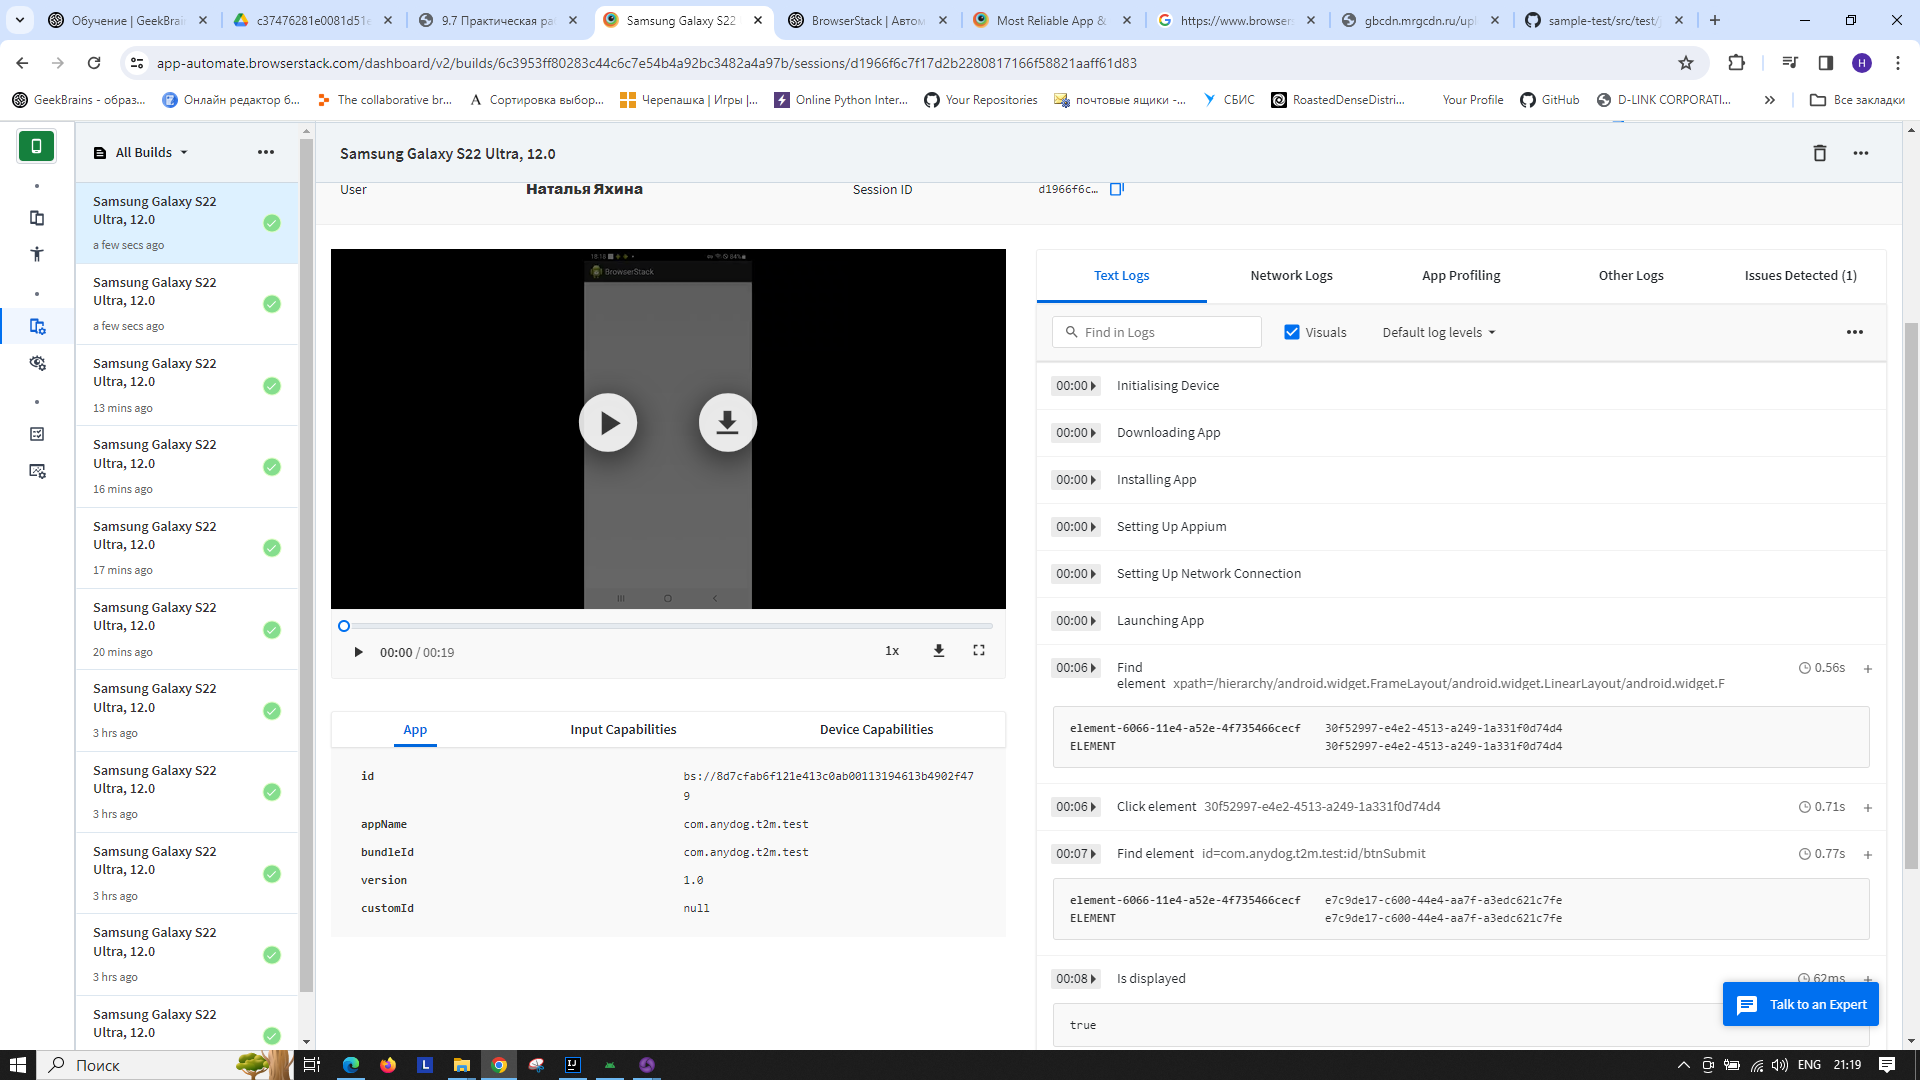 Обучение | GeekBrai
c37476281e0081d51e
9.7 Практическая ра
Samsung Galaxy S22
BrowserStack | Автом
Most Reliable App &
https://www.browsers
gbcdn.mrgcdn.ru/upl
sample-test/src/test/j
app-automate.browserstack.com/dashboard/v2/builds/6c3953ff80283c44c6c7e54b4a92bc3482a4a97b/sessions/d1966f6c7f17d2b2280817166f58821aaff61d83
Н
GeekBrains - образ...
Онлайн редактор б...
The collaborative br...
Сортировка выбор...
Черепашка | Игры |...
Online Python Inter...
Your Repositories
почтовые ящики -...
СБИС
RoastedDenseDistri...
Your Profile
GitHub
D-LINK CORPORATI...
Все закладки
All Builds
Samsung Galaxy S22 Ultra, 12.0
User
Наталья Яхина
Session ID
d1966f6c...
Samsung Galaxy S22
Ultra, 12.0
a few secs ago
Samsung Galaxy S22
Ultra, 12.0
a few secs ago
Samsung Galaxy S22
Ultra, 12.0
13 mins ago
Samsung Galaxy S22
Ultra, 12.0
16 mins ago
Samsung Galaxy S22
Ultra, 12.0
17 mins ago
Samsung Galaxy S22
Ultra, 12.0
20 mins ago
Samsung Galaxy S22
Ultra, 12.0
3 hrs ago
Samsung Galaxy S22
Ultra, 12.0
3 hrs ago
Samsung Galaxy S22
Ultra, 12.0
3 hrs ago
Samsung Galaxy S22
Ultra, 12.0
3 hrs ago
Samsung Galaxy S22
Ultra, 12.0
18:18
84%
BrowserStack
00:00 / 00:19
1x
App
Input Capabilities
Device Capabilities
id
bs://8d7cfab6f121e413c0ab00113194613b4902f47
9
appName
com.anydog.t2m.test
bundleId
com.anydog.t2m.test
version
1.0
customId
null
Text Logs
Network Logs
App Profiling
Other Logs
Issues Detected (1)
Find in Logs
Visuals
Default log levels
00:00 Initialising Device
00:00 Downloading App
00:00 Installing App
00:00 Setting Up Appium
00:00 Setting Up Network Connection
00:00 Launching App
00:06 Find
element xpath=/hierarchy/android.widget.FrameLayout/android.widget.LinearLayout/android.widget.F
0.56s
element-6066-11e4-a52e-4f735466cecf 30f52997-e4e2-4513-a249-1a331f0d74d4
ELEMENT 30f52997-e4e2-4513-a249-1a331f0d74d4
00:06 Click element 30f52997-e4e2-4513-a249-1a331f0d74d4 0.71s
00:07 Find element id=com.anydog.t2m.test:id/btnSubmit 0.77s
element-6066-11e4-a52e-4f735466cecf e7c9de17-c600-44e4-aa7f-a3edc621c7fe
ELEMENT e7c9de17-c600-44e4-aa7f-a3edc621c7fe
00:08 Is displayed 62ms
true
Talk to an Expert
Поиск
L
ENG
21:19